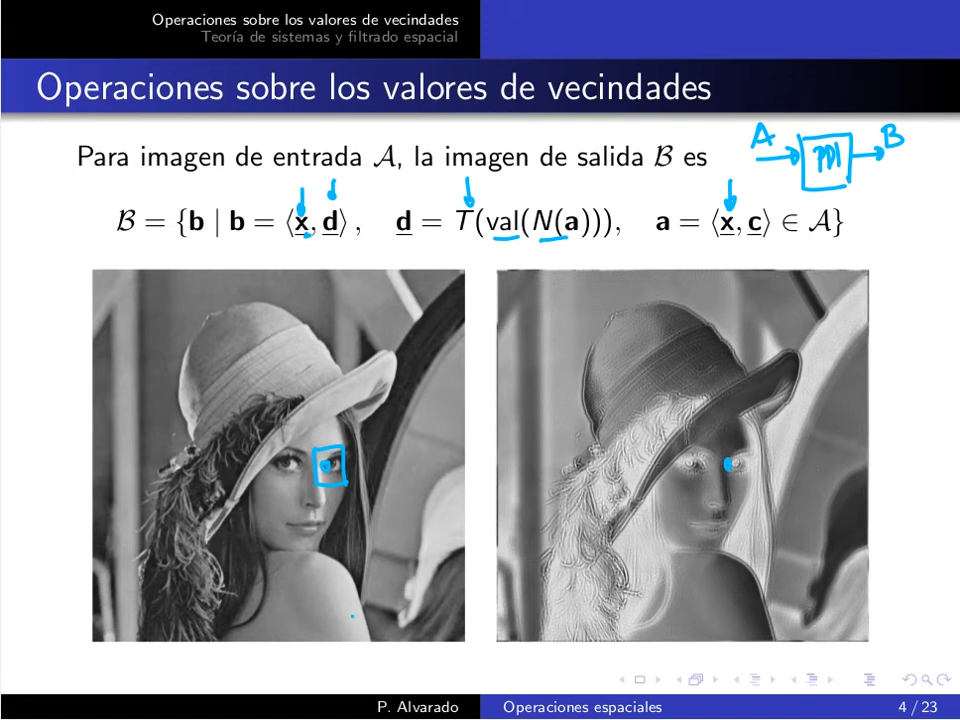 Operaciones sobre los valores de vecindades
Teoría de sistemas y filtrado espacial
Operaciones sobre los valores de vecindades
Para imagen de entrada 𝒜, la imagen de salida ℬ es
A PDI B
ℬ = {b | b = ⟨x, d⟩, d = T(val(N(a))), a = ⟨x, c⟩ ∈ 𝒜}
P. Alvarado Operaciones espaciales 4 / 23